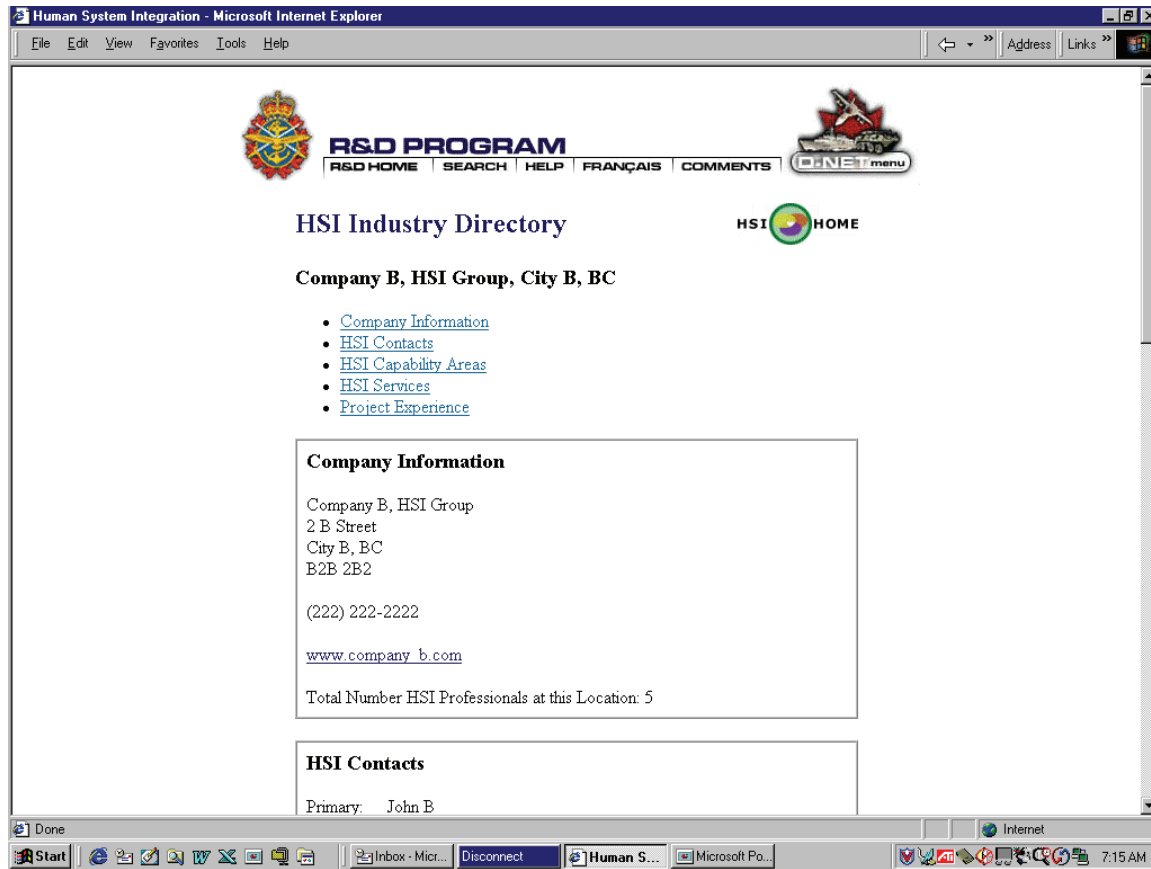 Human System Integration - Microsoft Internet Explorer
File Edit View Favorites Tools Help
Address Links
R&D PROGRAM
R&D HOME SEARCH HELP FRANÇAIS COMMENTS
D-NET menu
HSI Industry Directory
HSI HOME
Company B, HSI Group, City B, BC
Company Information
HSI Contacts
HSI Capability Areas
HSI Services
Project Experience
Company Information
Company B, HSI Group
2 B Street
City B, BC
B2B 2B2
(222) 222-2222
www.company_b.com
Total Number HSI Professionals at this Location: 5
HSI Contacts
Primary: John B
Done Internet
Start Inbox - Micr... Disconnect Human S... Microsoft Po... 7:15 AM